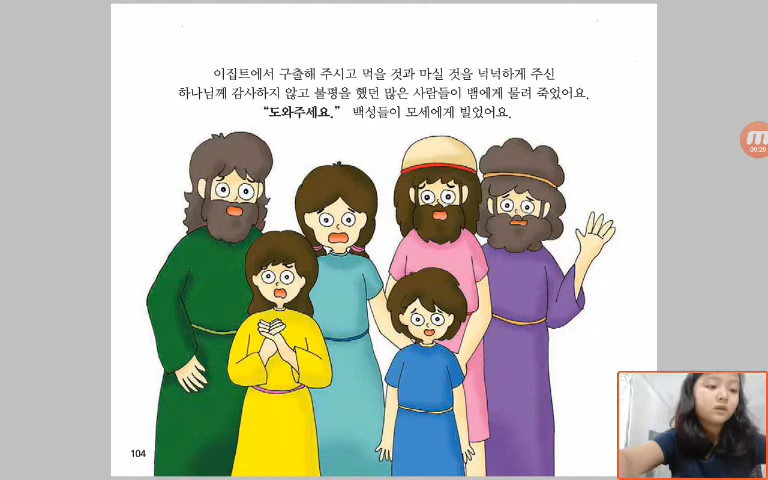 이집트에서 구출해 주시고 먹을 것과 마실 것을 넉넉하게 주신
하나님께 감사하지 않고 불평을 했던 많은 사람들이 뱀에게 물려 죽었어요.
“도와주세요.” 백성들이 모세에게 빌었어요.
09:29
104